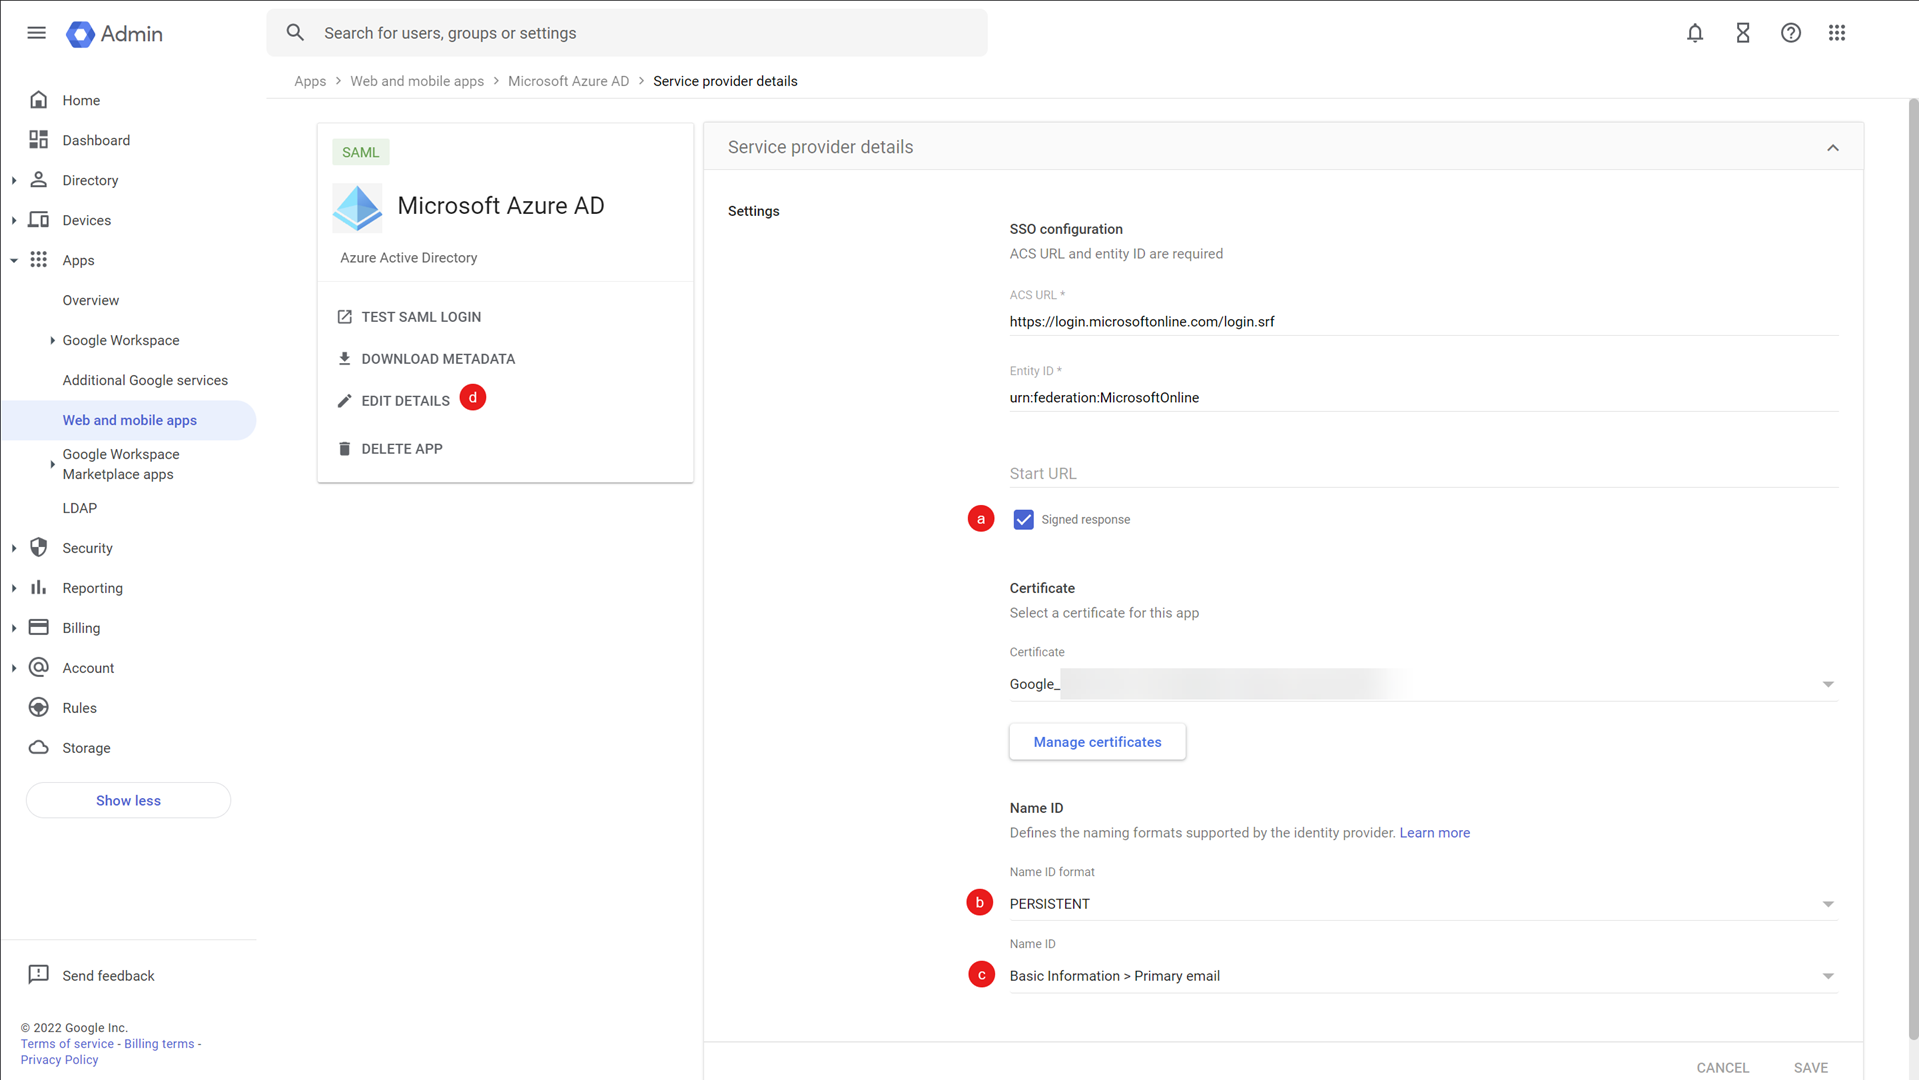 Admin
Search for users, groups or settings
Apps > Web and mobile apps > Microsoft Azure AD > Service provider details
Home
Dashboard
Directory
Devices
Apps
Overview
Google Workspace
Additional Google services
Web and mobile apps
Google Workspace
Marketplace apps
LDAP
Security
Reporting
Billing
Account
Rules
Storage
Show less
Send feedback
© 2022 Google Inc.
Terms of service - Billing terms -
Privacy Policy
SAML
Microsoft Azure AD
Azure Active Directory
TEST SAML LOGIN
DOWNLOAD METADATA
EDIT DETAILS d
DELETE APP
Service provider details
Settings
SSO configuration
ACS URL and entity ID are required
ACS URL *
https://login.microsoftonline.com/login.srf
Entity ID *
urn:federation:MicrosoftOnline
Start URL
a Signed response
Certificate
Select a certificate for this app
Certificate
Google_
Manage certificates
Name ID
Defines the naming formats supported by the identity provider. Learn more
Name ID format
b PERSISTENT
Name ID
c Basic Information > Primary email
CANCEL SAVE